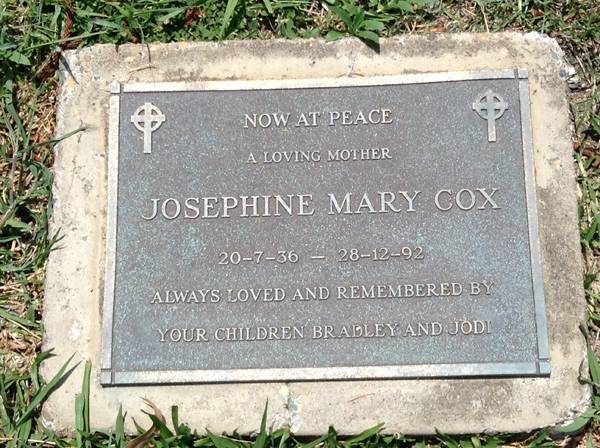 NOW AT PEACE
A LOVING MOTHER
JOSEPHINE MARY COX
20-7-36 — 28-12-92
ALWAYS LOVED AND REMEMBERED BY
YOUR CHILDREN BRADLEY AND JODI